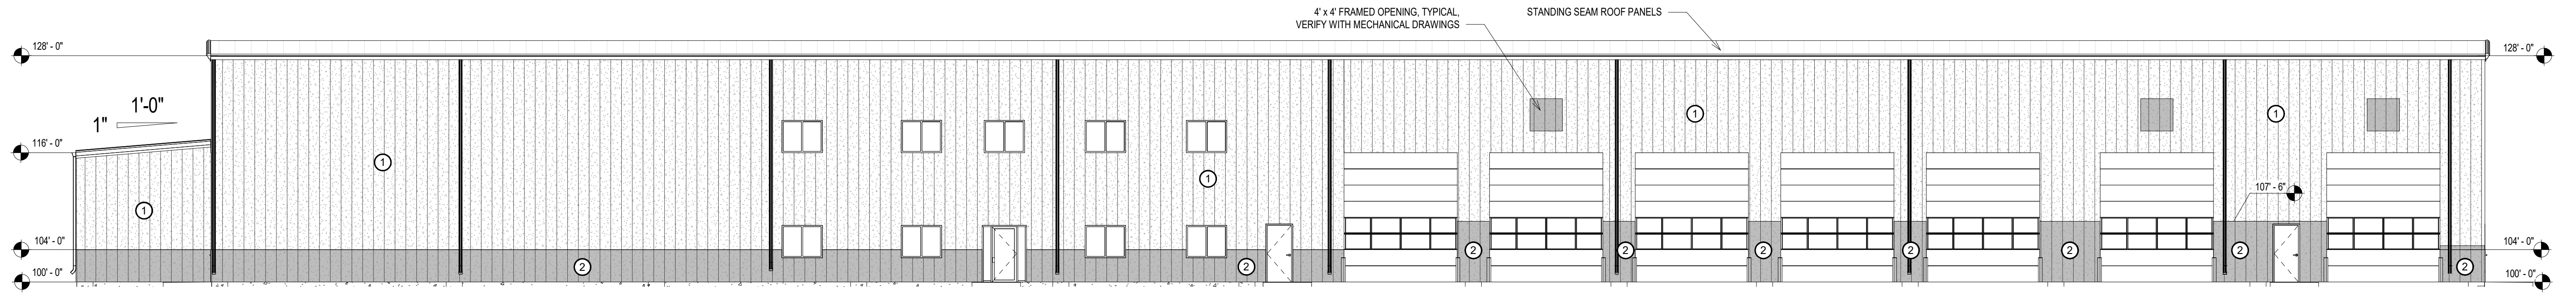 4' x 4' FRAMED OPENING, TYPICAL,
VERIFY WITH MECHANICAL DRAWINGS
STANDING SEAM ROOF PANELS
128' - 0"
128' - 0"
1'-0"
1"
116' - 0"
1
1
1
1
1
107' - 6"
104' - 0"
104' - 0"
2
2
2
2
2
2
2
2
2
100' - 0"
100' - 0"